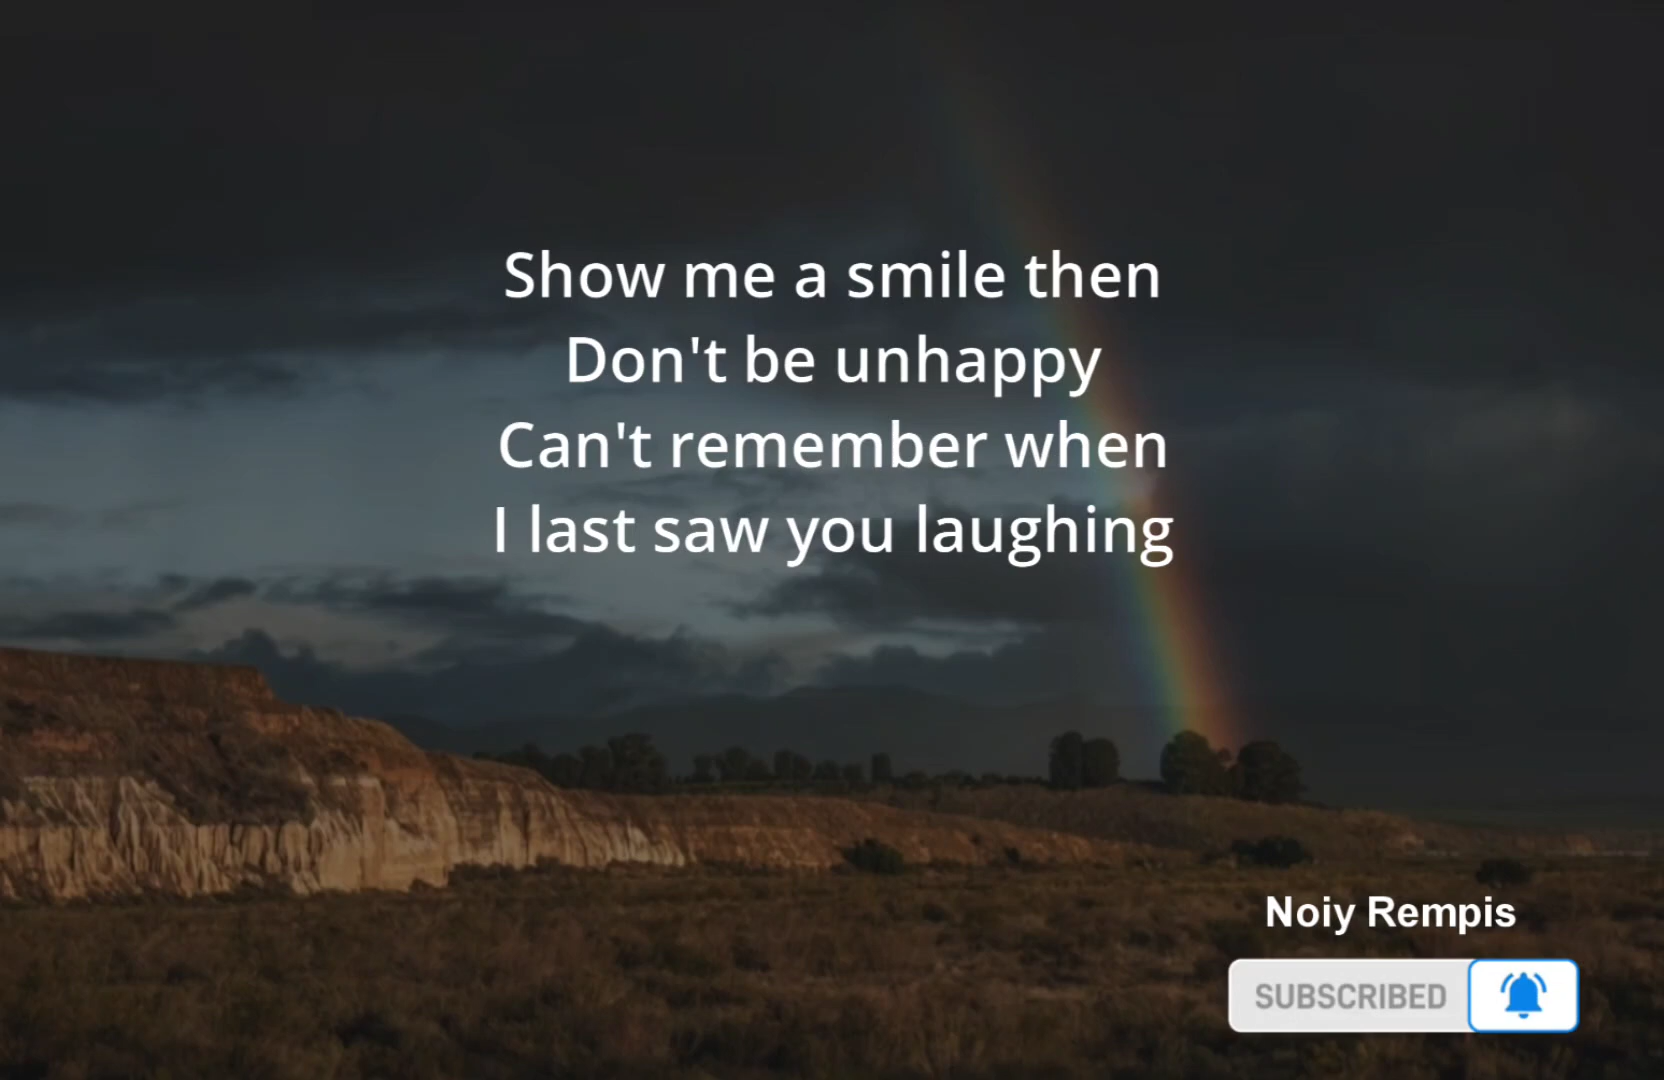 Show me a smile then
Don't be unhappy
Can't remember when
I last saw you laughing
Noiy Rempis
SUBSCRIBED